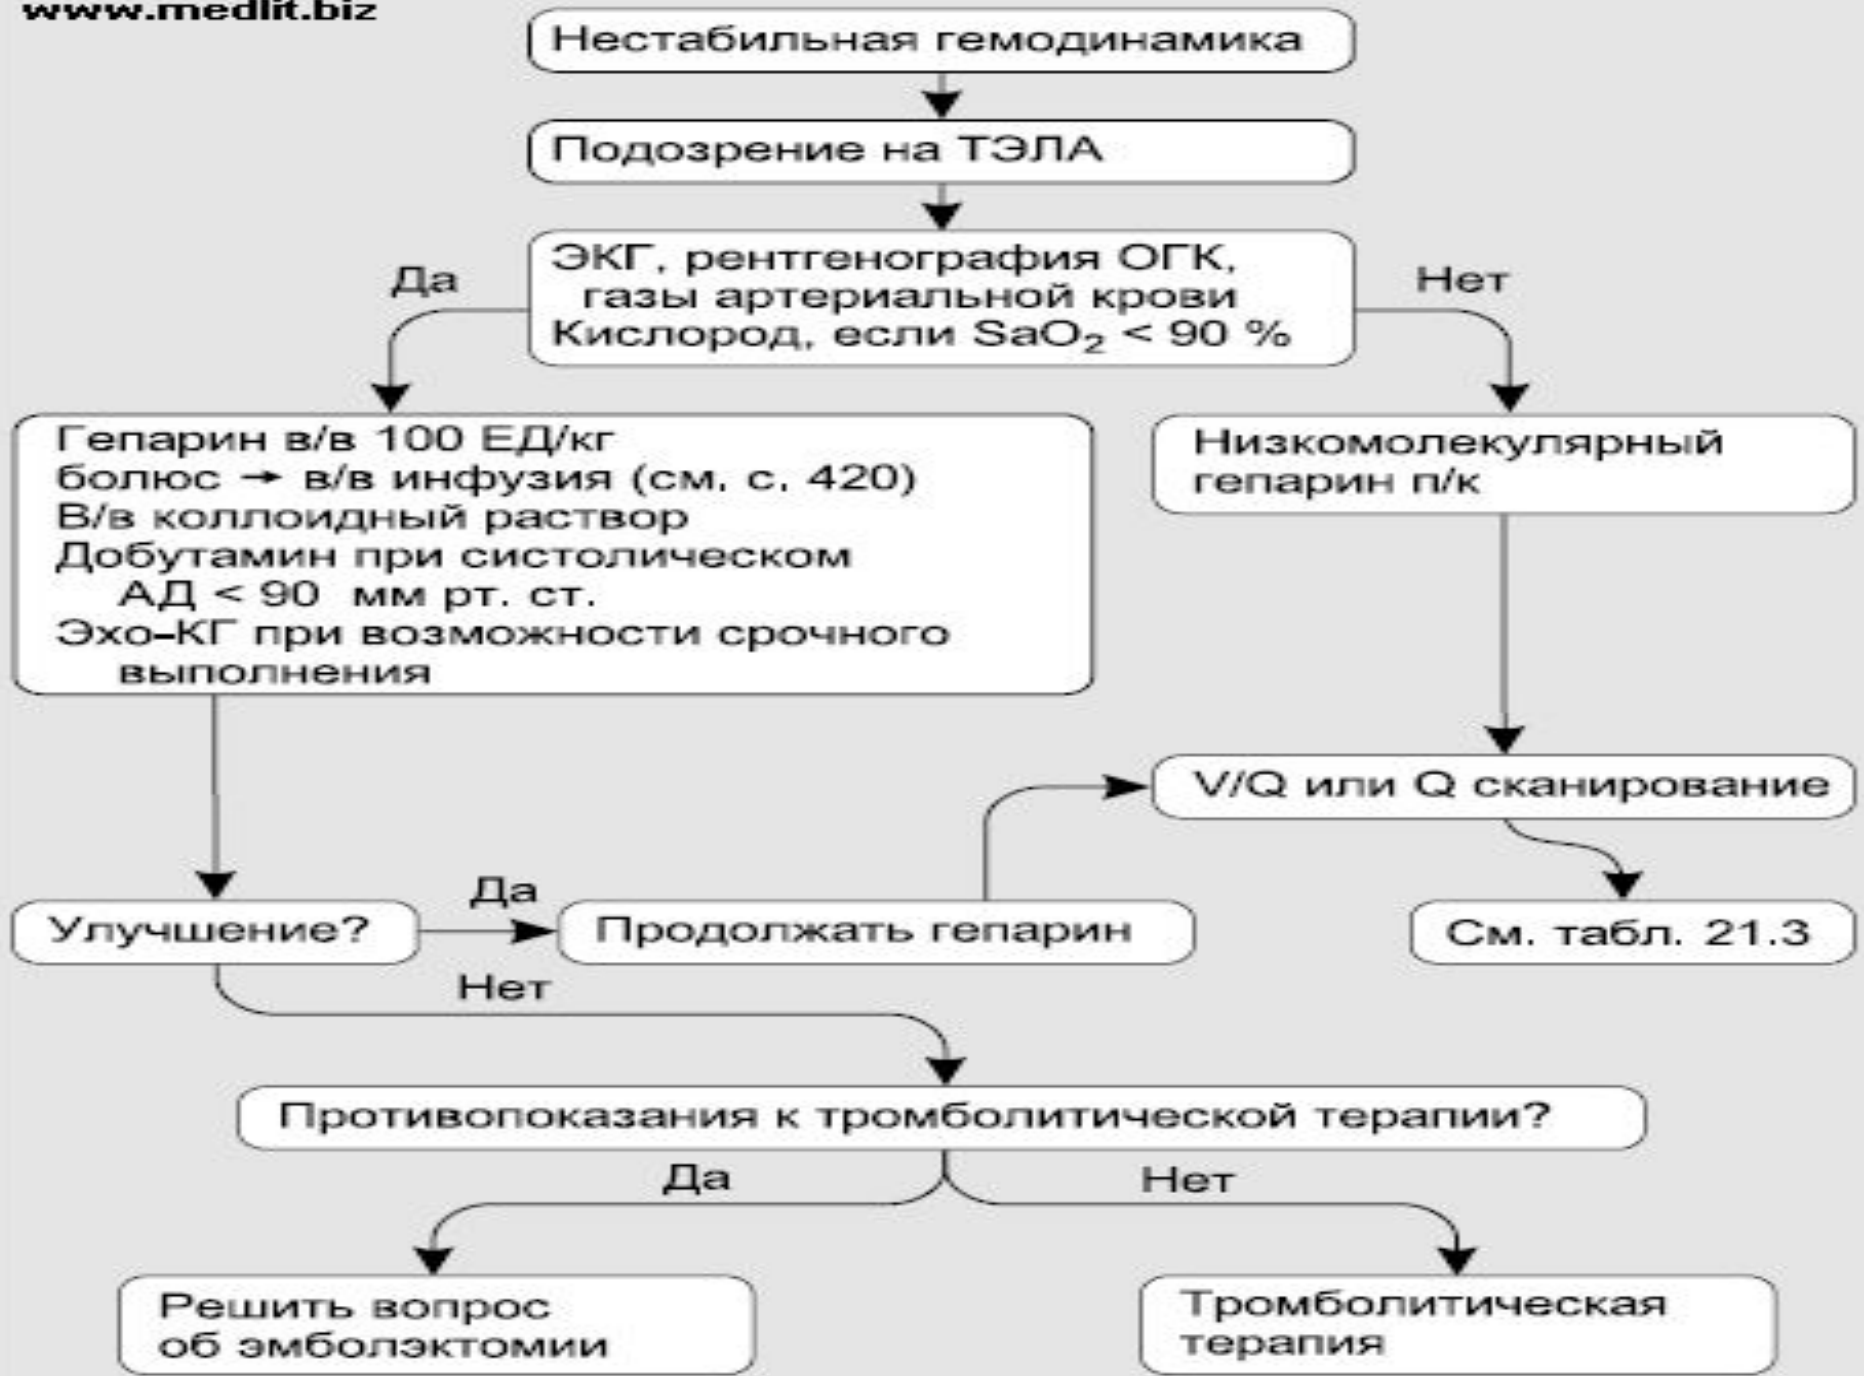 www.medlit.biz
Нестабильная гемодинамика
Подозрение на ТЭЛА
ЭКГ, рентгенография ОГК,
газы артериальной крови
Кислород, если SaO₂ < 90 %
Да
Нет
Гепарин в/в 100 ЕД/кг
болюс → в/в инфузия (см. с. 420)
В/в коллоидный раствор
Добутамин при систолическом
АД < 90 мм рт. ст.
Эхо-КГ при возможности срочного
выполнения
Низкомолекулярный
гепарин п/к
V/Q или Q сканирование
Улучшение?
Да
Продолжать гепарин
См. табл. 21.3
Нет
Противопоказания к тромболитической терапии?
Да
Нет
Решить вопрос
об эмболэктомии
Тромболитическая
терапия